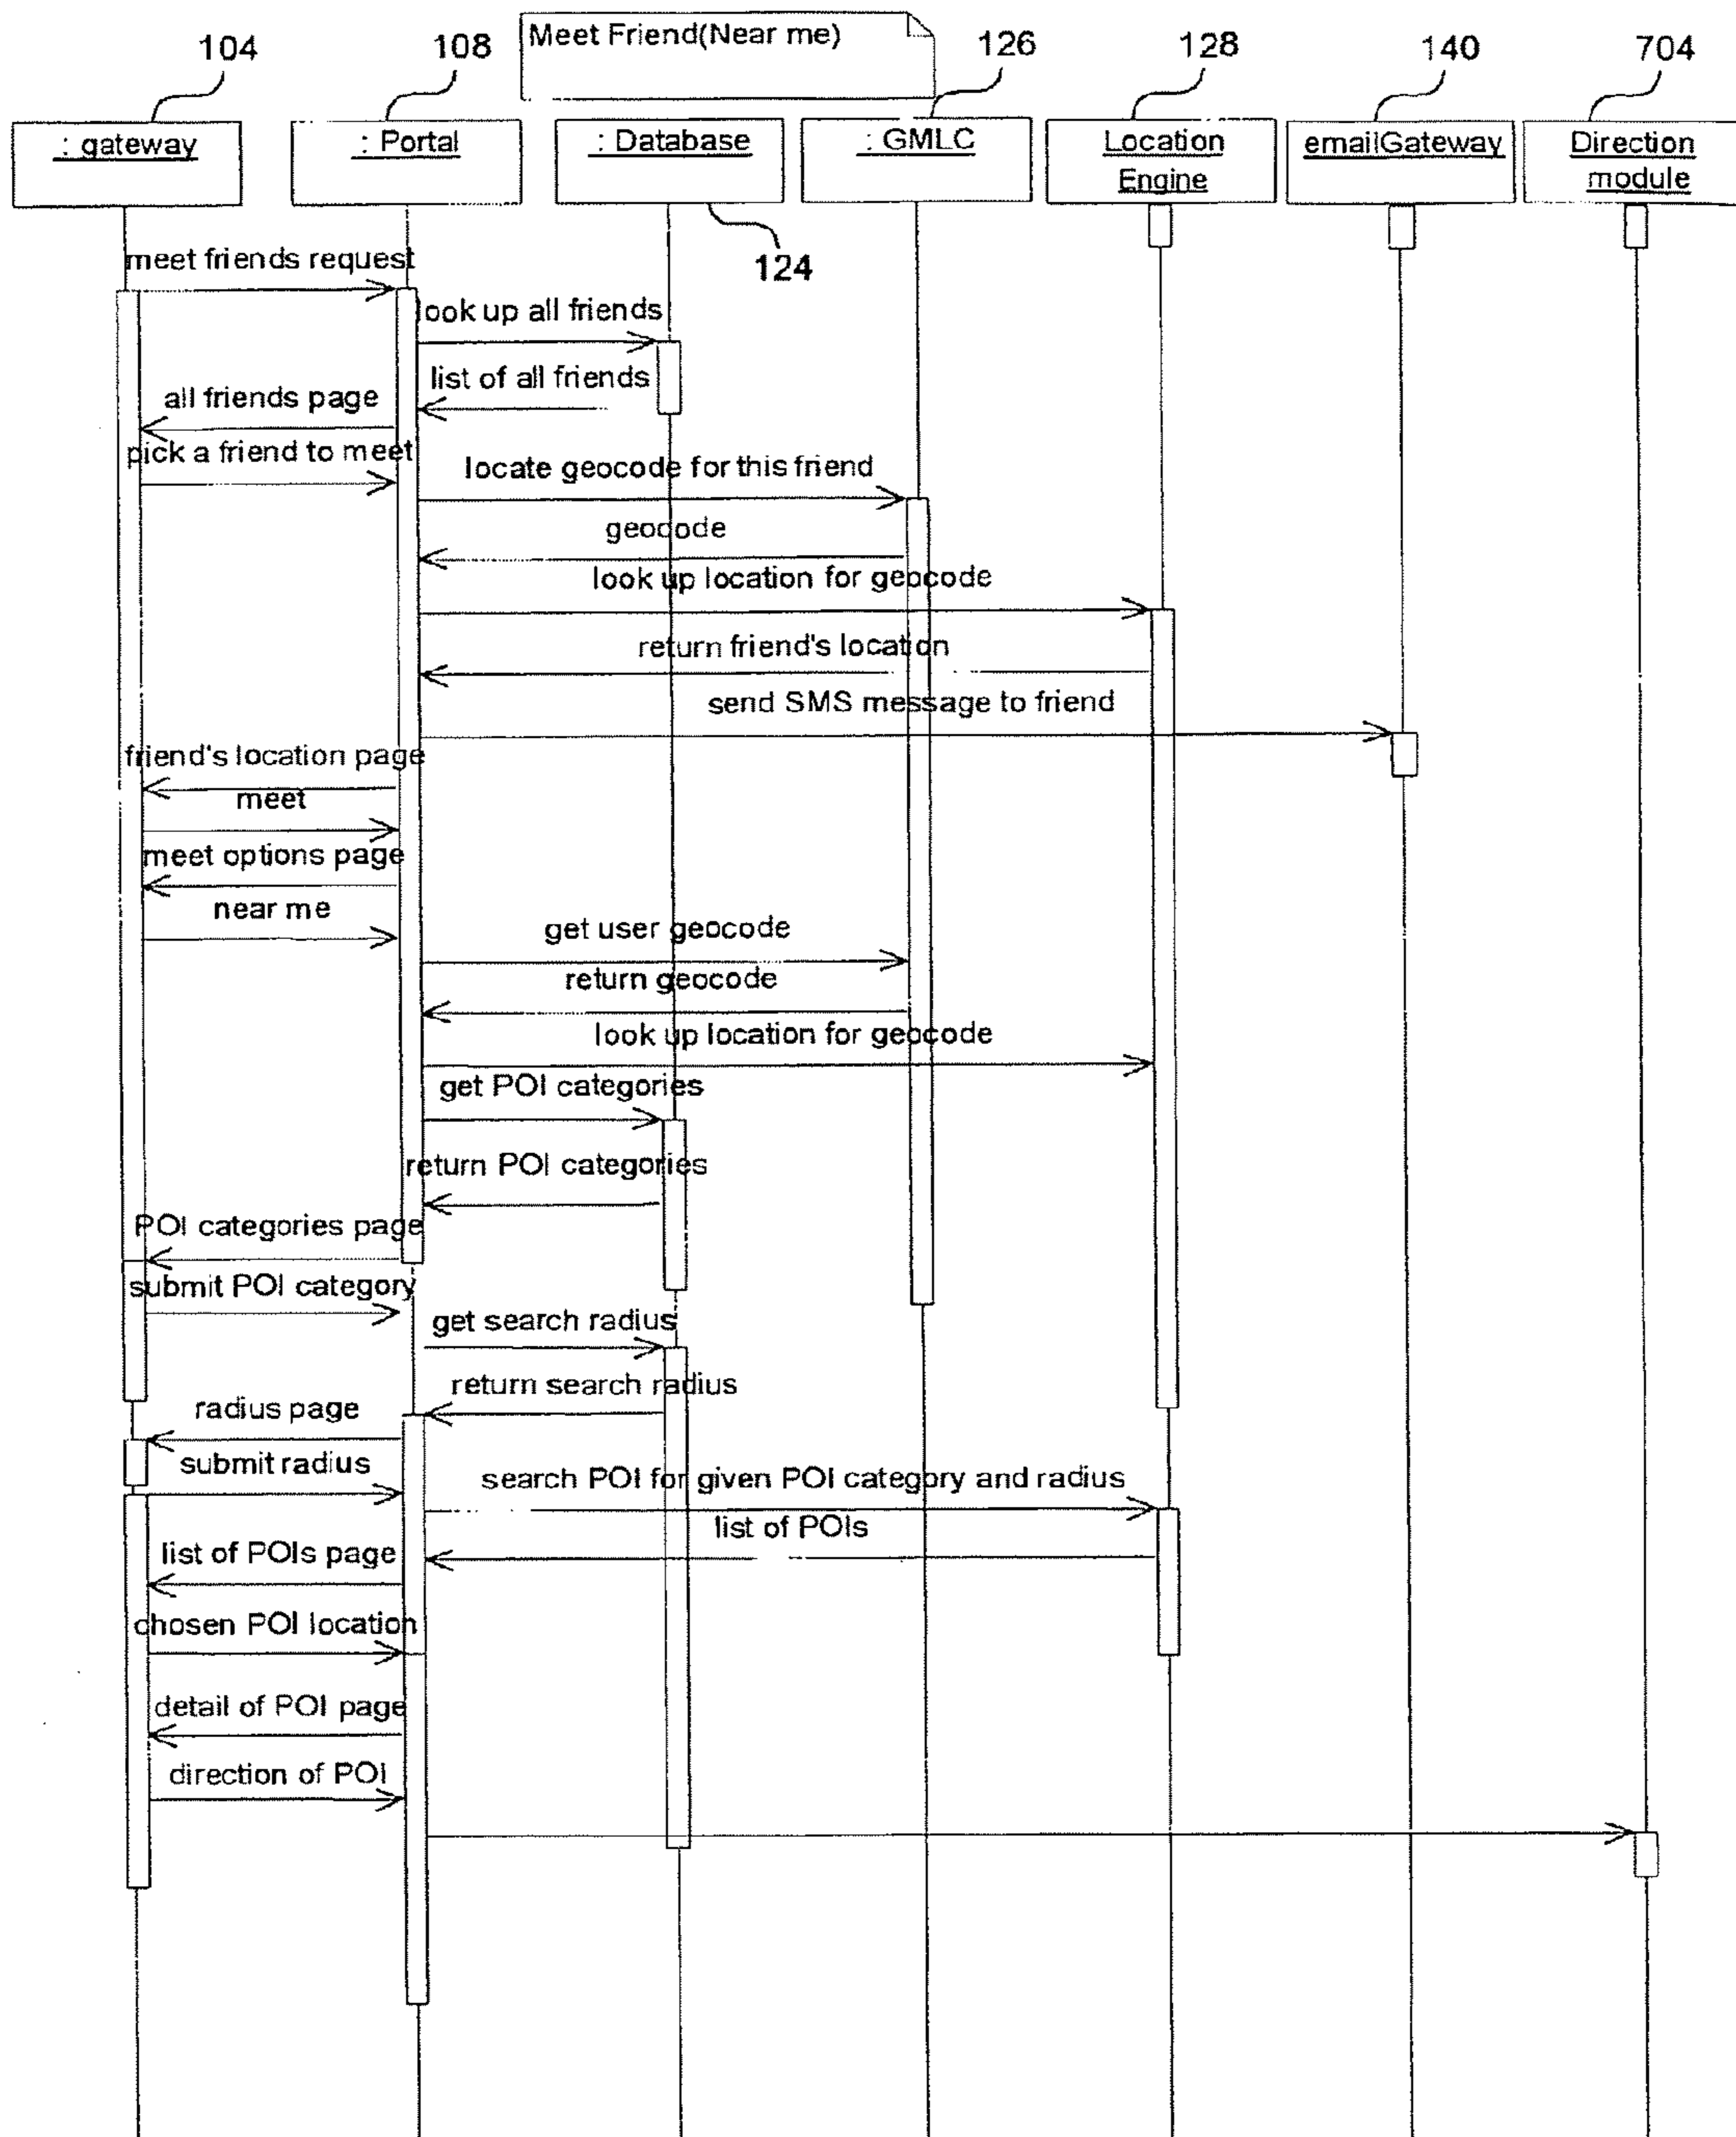 Meet Friend(Near me)
104
108
126
128
140
704
: gateway
: Portal
: Database
: GMLC
Location
Engine
emailGateway
Direction
module
124
meet friends request
look up all friends
list of all friends
all friends page
pick a friend to meet
locate geocode for this friend
geocode
look up location for geocode
return friend's location
send SMS message to friend
friend's location page
meet
meet options page
near me
get user geocode
return geocode
look up location for geocode
get POI categories
return POI categories
POI categories page
submit POI category
get search radius
return search radius
radius page
submit radius
search POI for given POI category and radius
list of POIs
list of POIs page
chosen POI location
detail of POI page
direction of POI